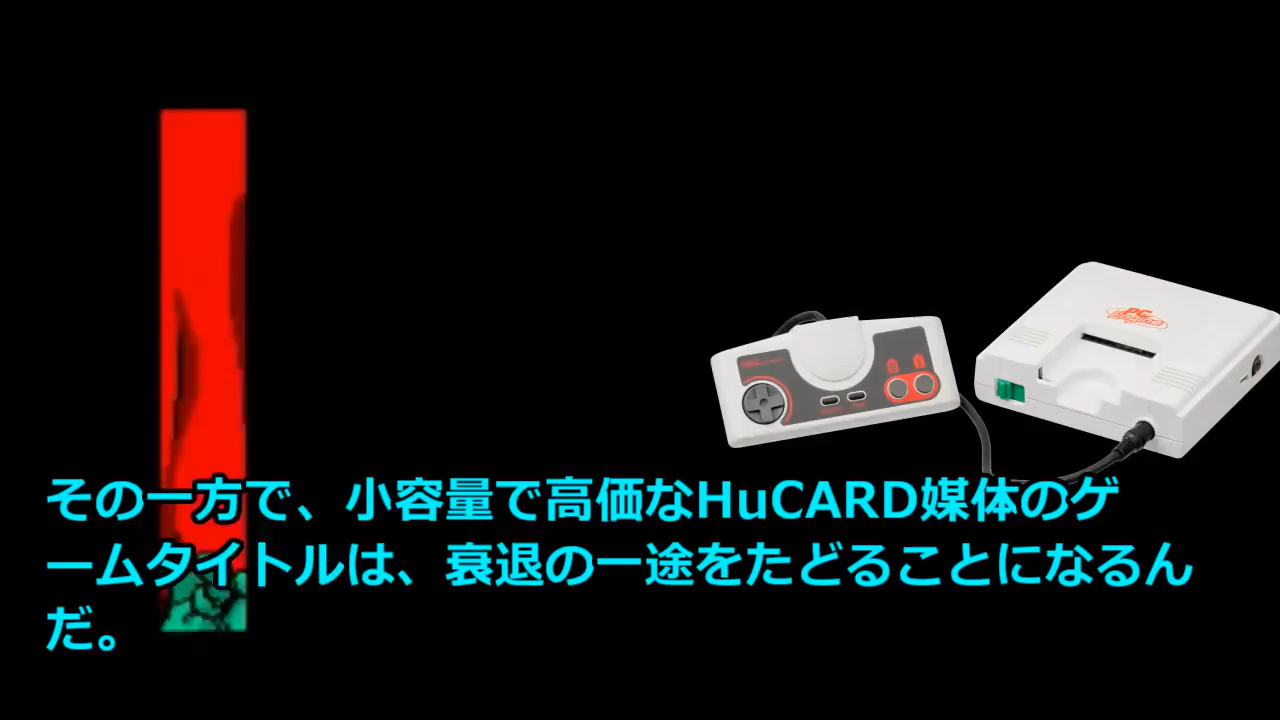 PC
Engine
その一方で、小容量で高価なHuCARD媒体のゲ
ームタイトルは、衰退の一途をたどることになるん
だ。